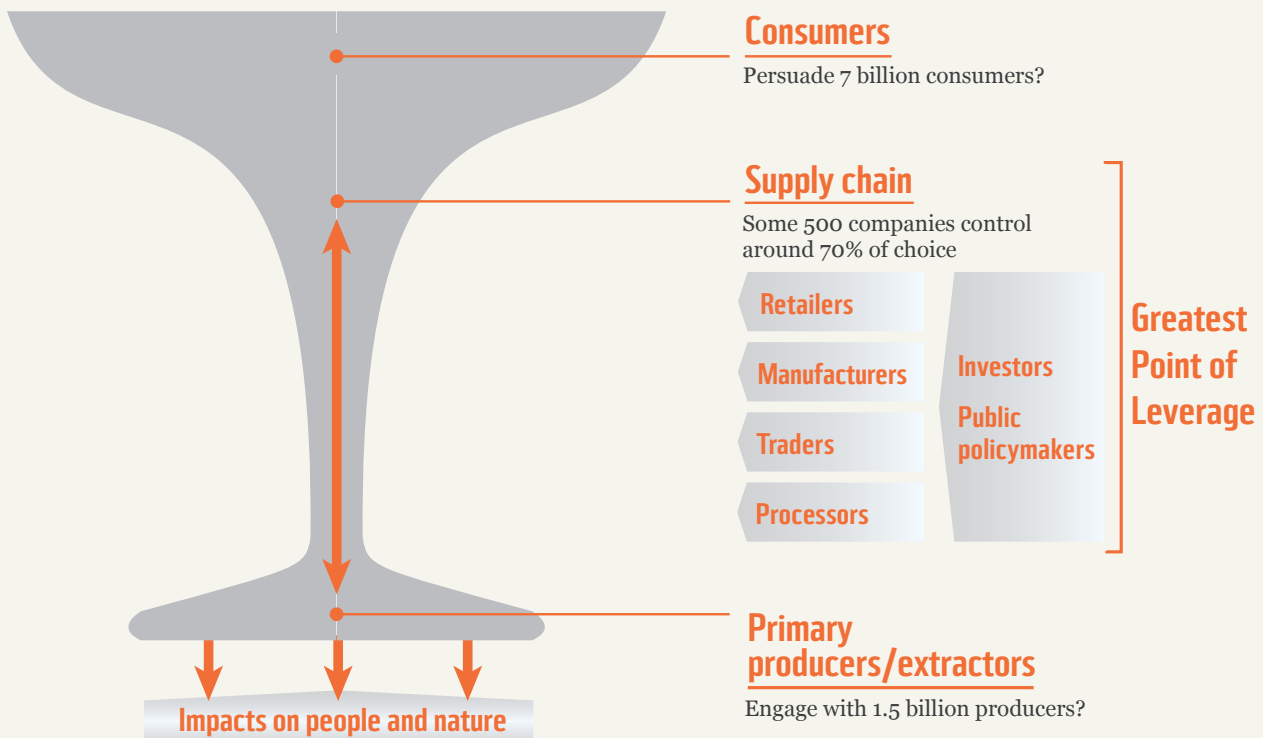 Consumers
Persuade 7 billion consumers?
Supply chain
Some 500 companies control
around 70% of choice
Retailers
Manufacturers
Traders
Processors
Investors
Public
policymakers
Greatest
Point of
Leverage
Primary
producers/extractors
Engage with 1.5 billion producers?
Impacts on people and nature